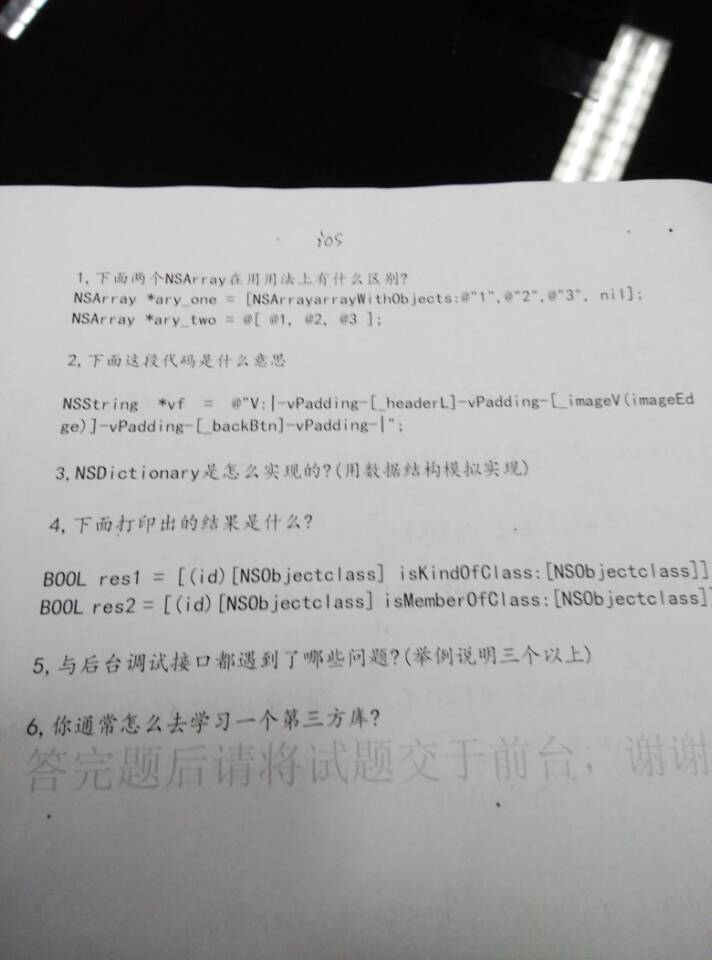 ios
1,下面两个NSArray在用用法上有什么区别?
NSArray *ary_one = [NSArrayarrayWithObjects:@"1",@"2",@"3", nil];
NSArray *ary_two = @[ @1, @2, @3 ];
2,下面这段代码是什么意思
NSString *vf = @"V:|-vPadding-[_headerL]-vPadding-[_imageV(imageEd
ge)]-vPadding-[_backBtn]-vPadding-|";
3,NSDictionary是怎么实现的?(用数据结构模拟实现)
4,下面打印出的结果是什么?
BOOL res1 = [(id)[NSObjectclass] isKindOfClass:[NSObjectclass]]
BOOL res2 = [(id)[NSObjectclass] isMemberOfClass:[NSObjectclass]]
5,与后台调试接口都遇到了哪些问题?(举例说明三个以上)
6,你通常怎么去学习一个第三方库?
答完题后请将试题交于前台，谢谢